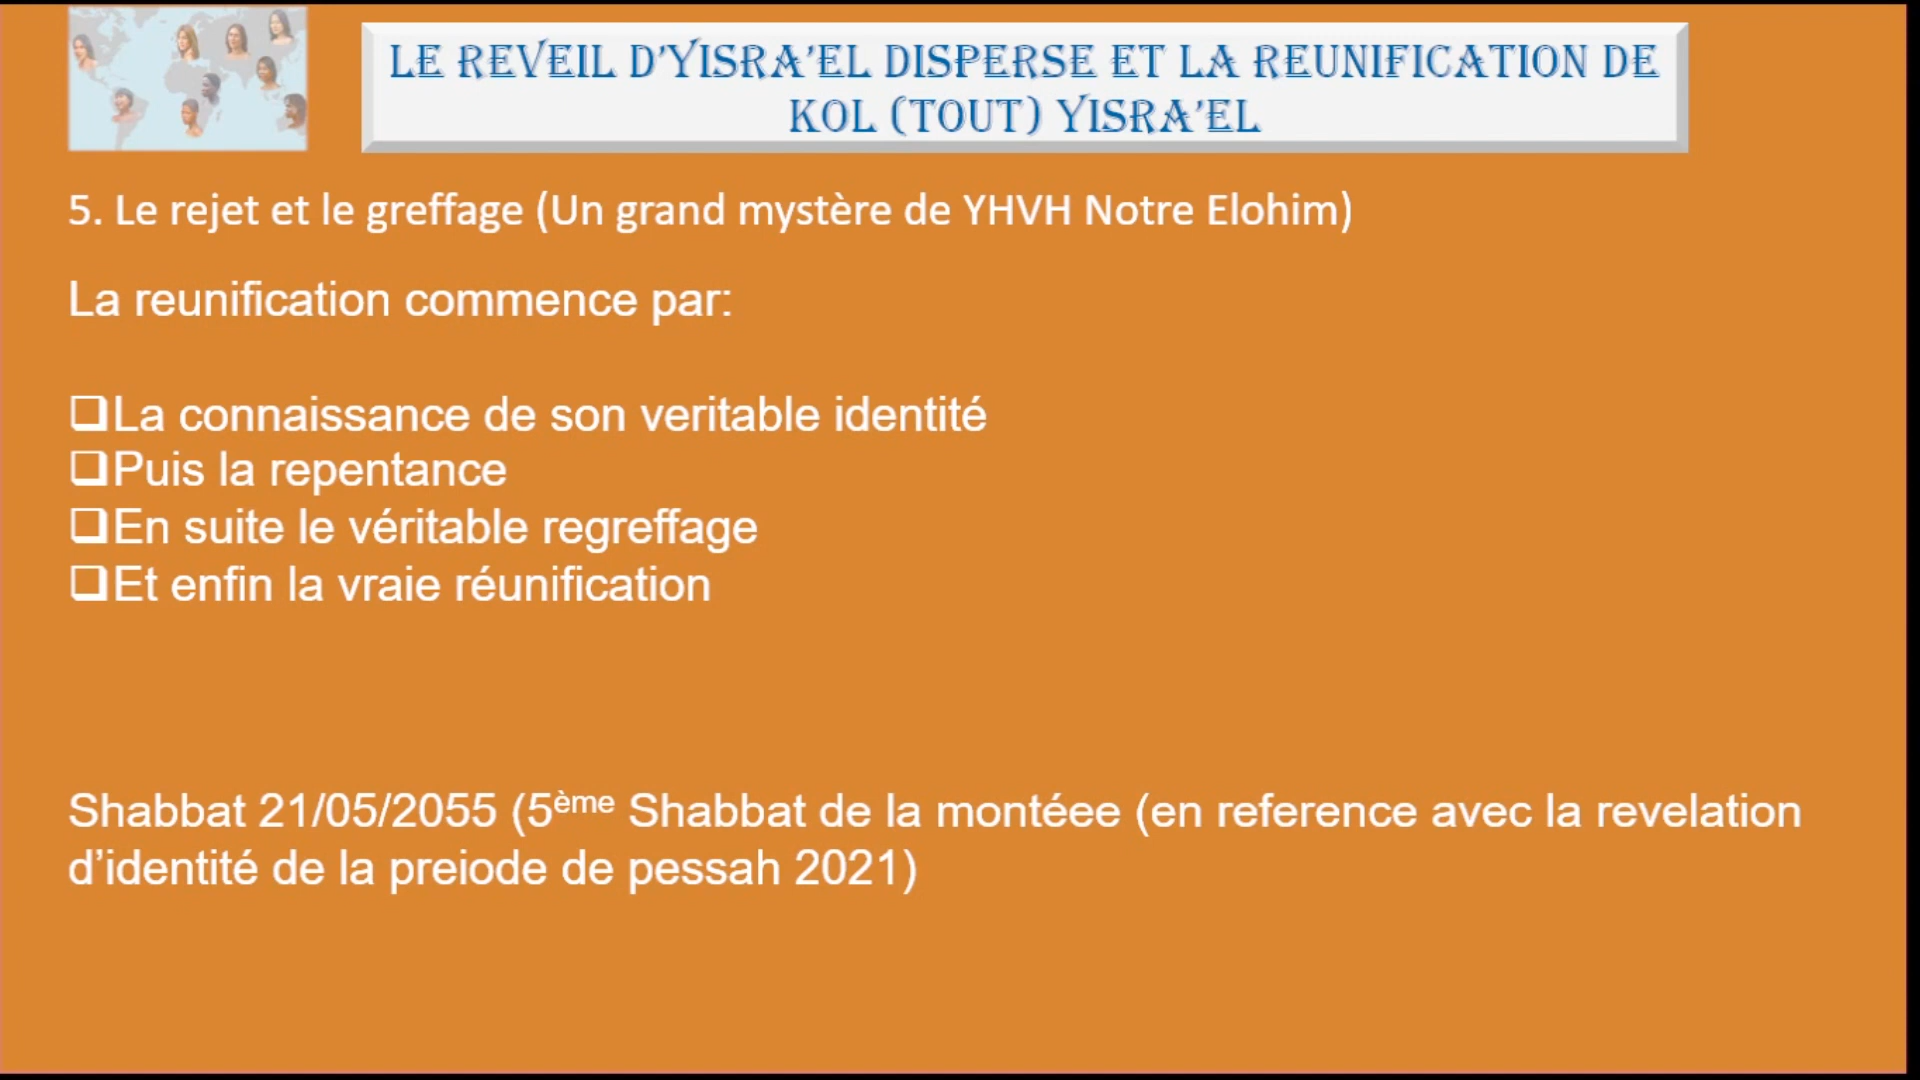 LE REVEIL D'YISRA'EL DISPERSE ET LA REUNIFICATION DE
KOL (TOUT) YISRA'EL
5. Le rejet et le greffage (Un grand mystère de YHVH Notre Elohim)
La reunification commence par:
❑La connaissance de son veritable identité
❑Puis la repentance
❑En suite le véritable regreffage
❑Et enfin la vraie réunification
Shabbat 21/05/2055 (5ème Shabbat de la montéee (en reference avec la revelation
d'identité de la preiode de pessah 2021)